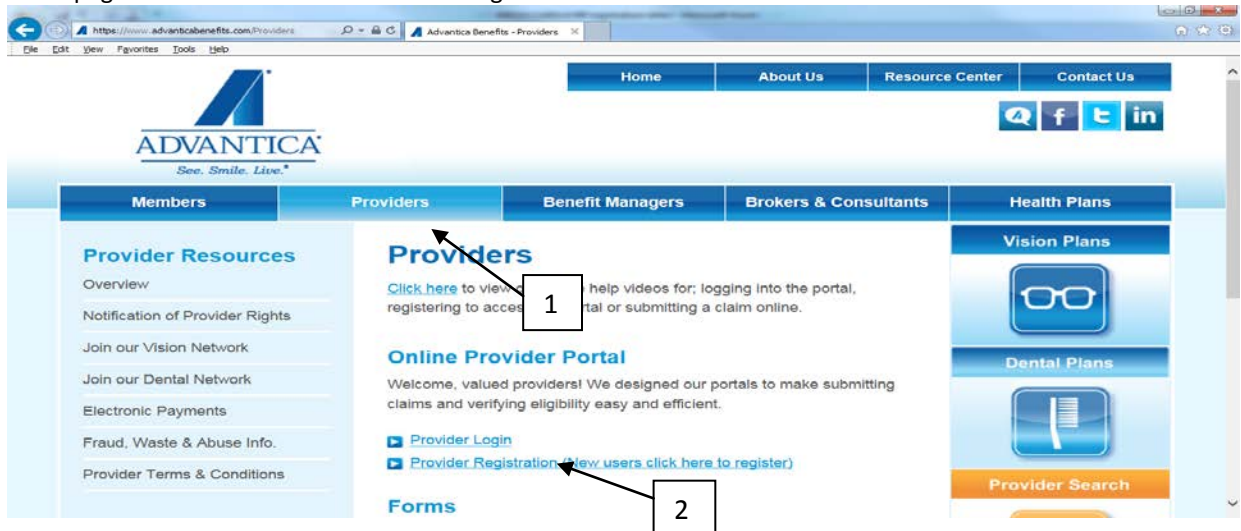 https://www.advanticabenefits.com/Providers
Advantica Benefits - Providers
File Edit View Favorites Tools Help
Home About Us Resource Center Contact Us
ADVANTICA
See. Smile. Live.®
Members Providers Benefit Managers Brokers & Consultants Health Plans
Provider Resources
Overview
Notification of Provider Rights
Join our Vision Network
Join our Dental Network
Electronic Payments
Fraud, Waste & Abuse Info.
Provider Terms & Conditions
Providers
Click here to view help videos for; logging into the portal,
registering to submitting a claim online.
1
Online Provider Portal
Welcome, valued providers! We designed our portals to make submitting
claims and verifying eligibility easy and efficient.
Provider Login
Provider Registration (New users click here to register)
2
Forms
Vision Plans
Dental Plans
Provider Search